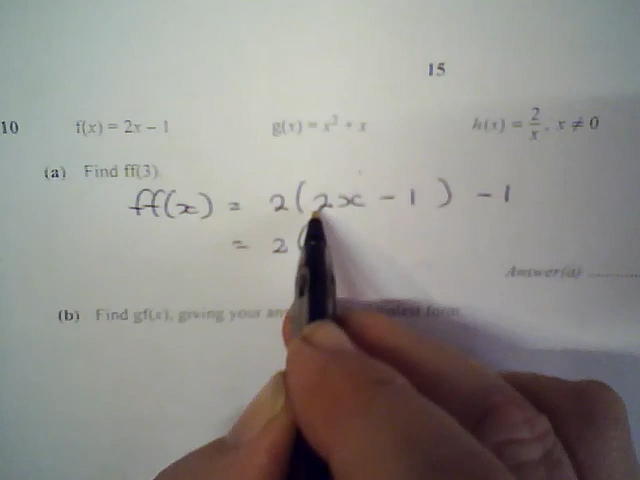 15
10 f(x) = 2x − 1 g(x) = x² + x h(x) = 2/x, x ≠ 0
(a) Find ff(3)
ff(x) = 2(2x − 1) − 1
= 2(
Answer(a) ............
(b) Find gf(x), giving your form